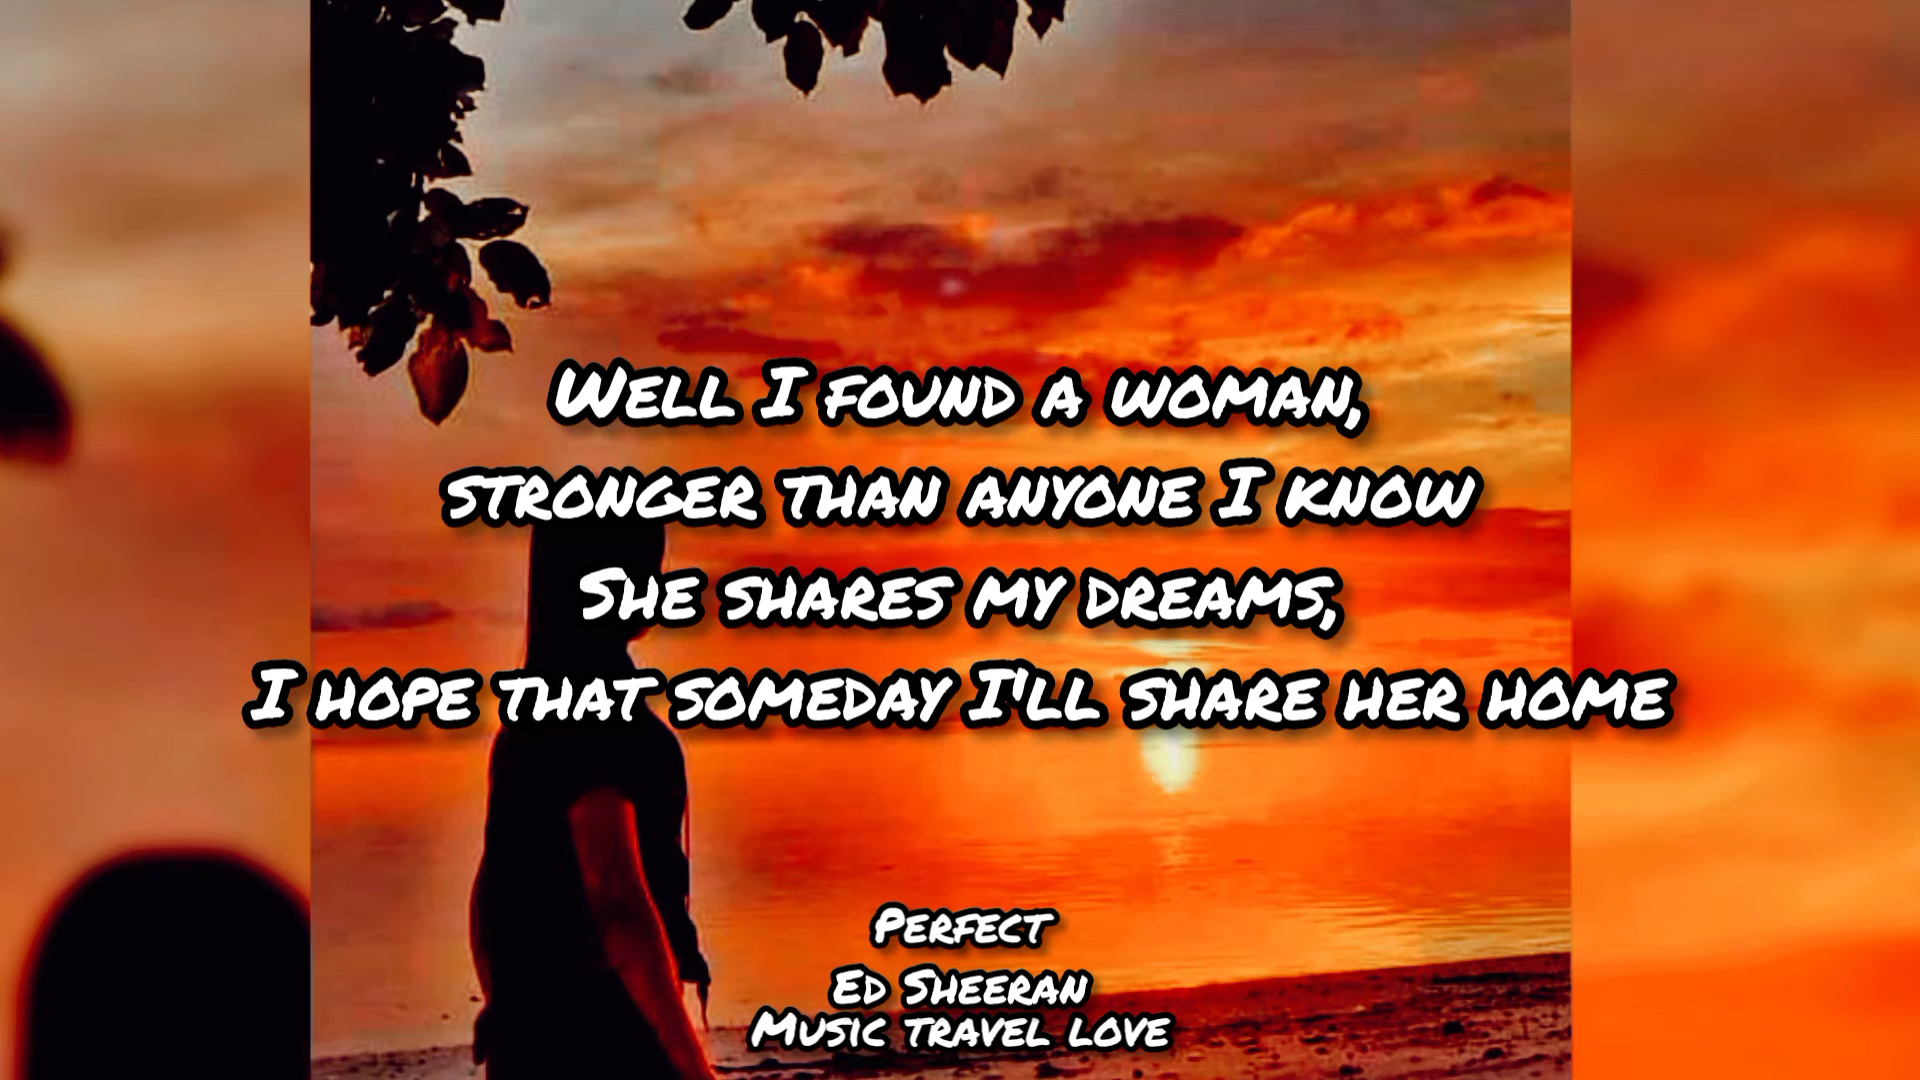 Well I found a woman,
stronger than anyone I know
She shares my dreams,
I hope that someday I'll share her home
Perfect
Ed Sheeran
Music travel love